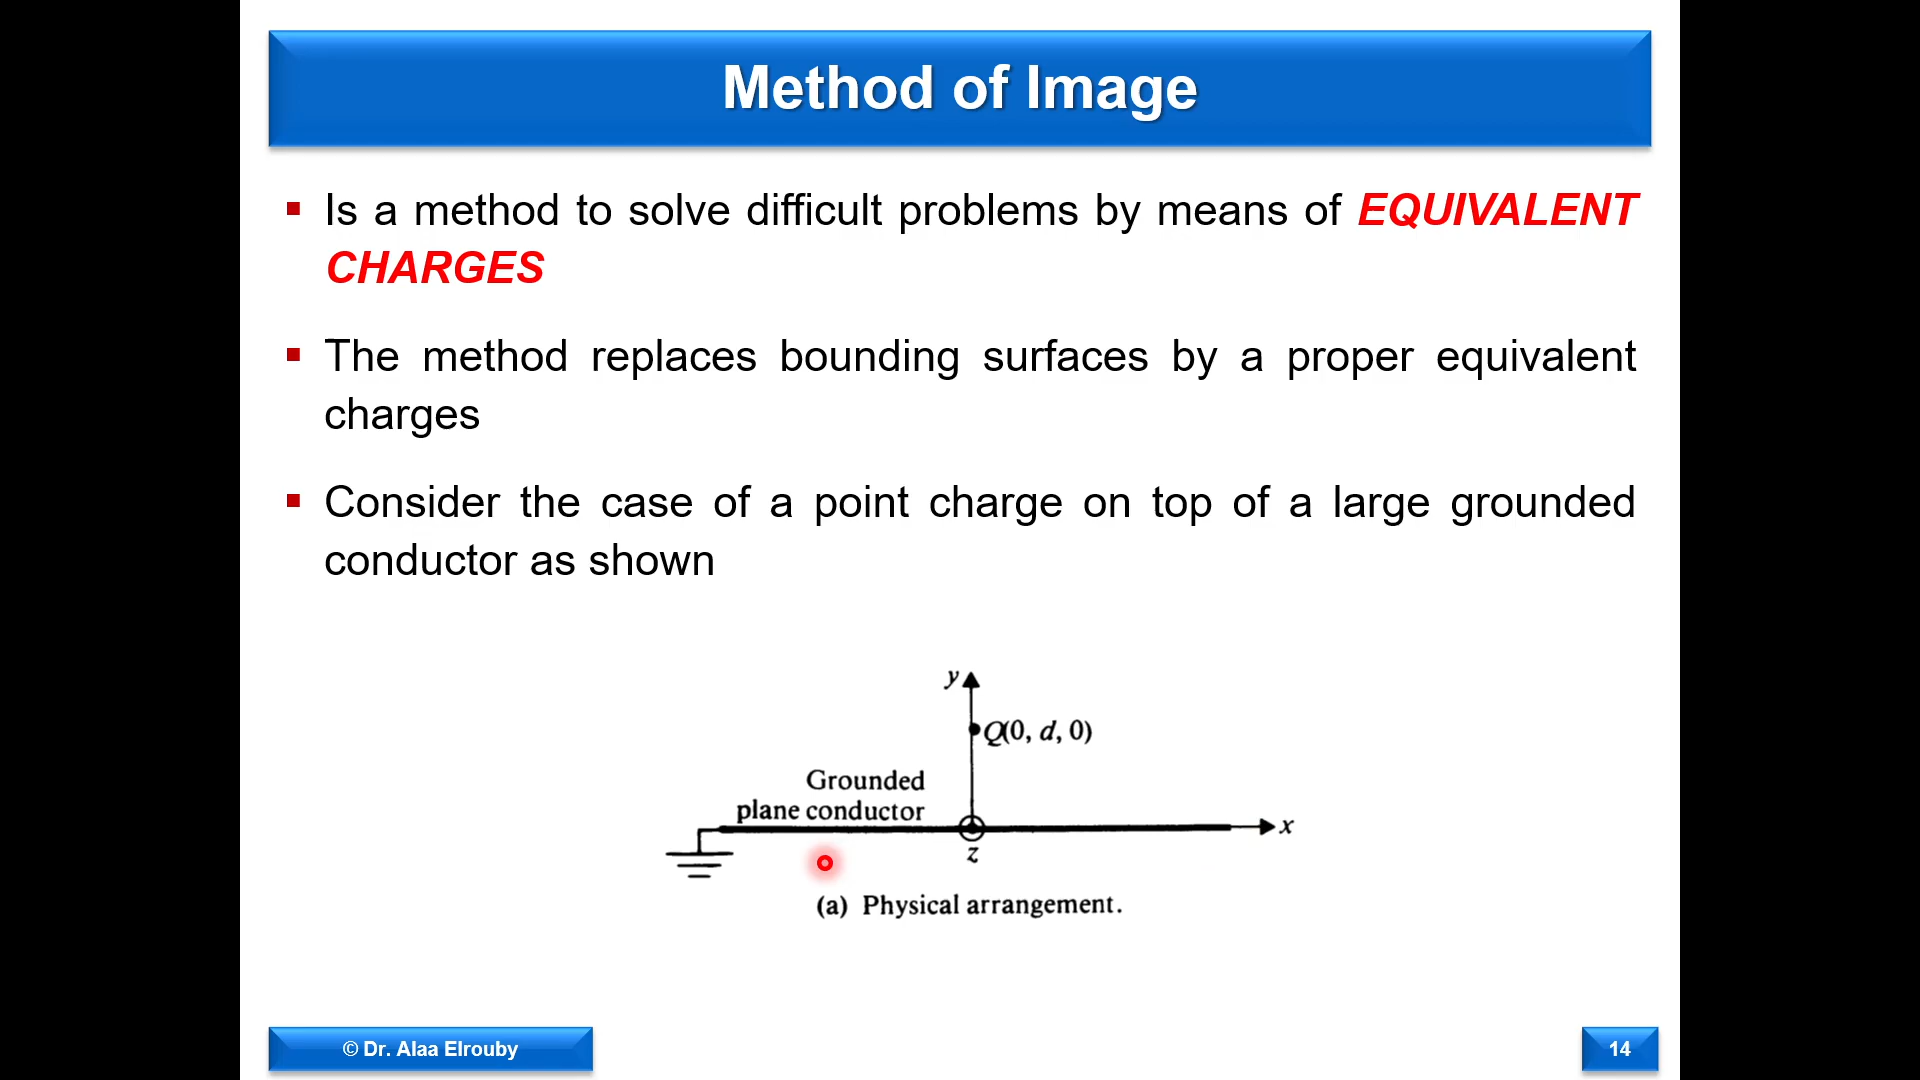 Method of Image
Is a method to solve difficult problems by means of EQUIVALENT
CHARGES
The method replaces bounding surfaces by a proper equivalent
charges
Consider the case of a point charge on top of a large grounded
conductor as shown
y
Q(0, d, 0)
Grounded
plane conductor
x
z
(a) Physical arrangement.
© Dr. Alaa Elrouby
14